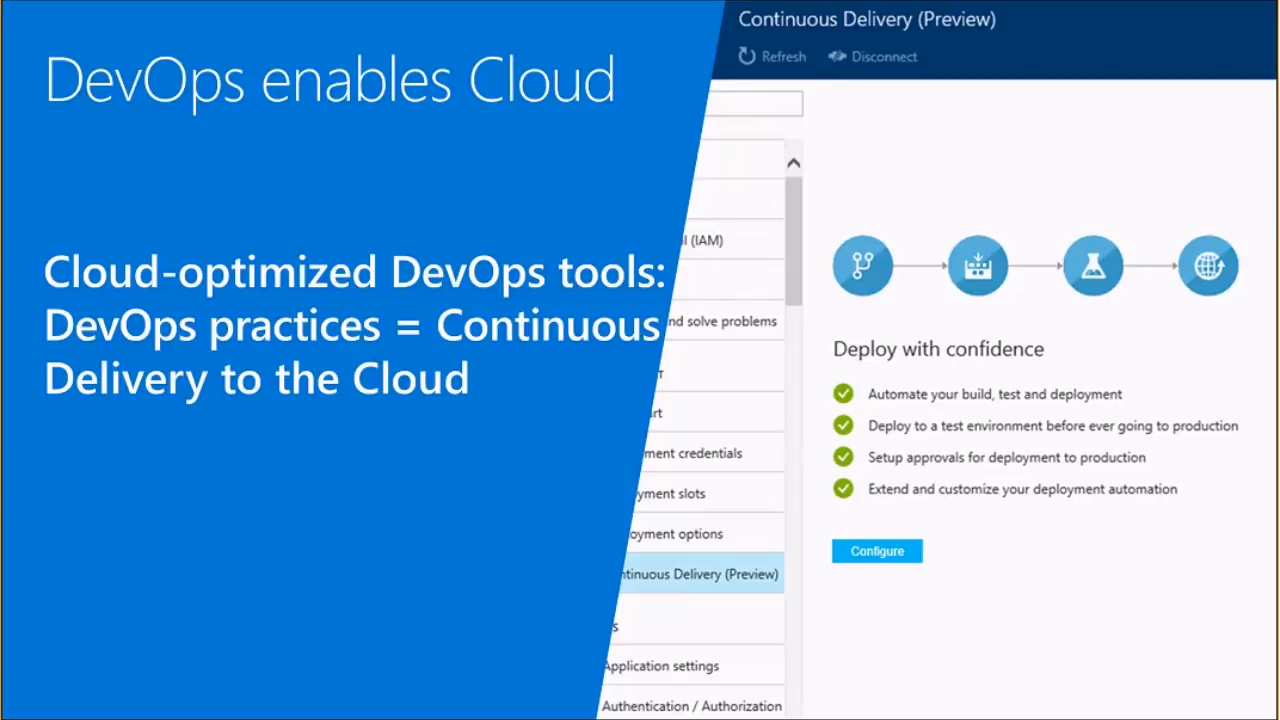 DevOps enables Cloud
Cloud-optimized DevOps tools:
DevOps practices = Continuous
Delivery to the Cloud
Continuous Delivery (Preview)
Refresh Disconnect
(IAM)
nd solve problems
rt
ment credentials
yment slots
oyment options
ntinuous Delivery (Preview)
s
Application settings
Authentication / Authorization
Deploy with confidence
Automate your build, test and deployment
Deploy to a test environment before ever going to production
Setup approvals for deployment to production
Extend and customize your deployment automation
Configure